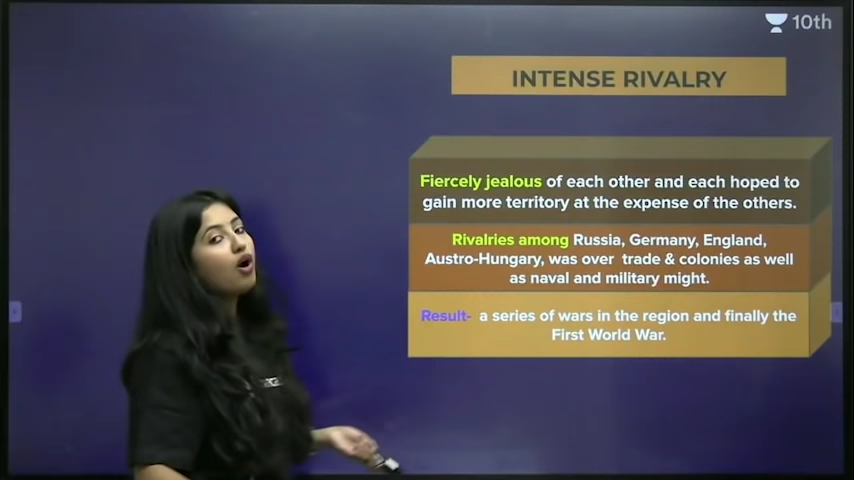 10th
INTENSE RIVALRY
Fiercely jealous of each other and each hoped to
gain more territory at the expense of the others.
Rivalries among Russia, Germany, England,
Austro-Hungary, was over trade & colonies as well
as naval and military might.
Result- a series of wars in the region and finally the
First World War.